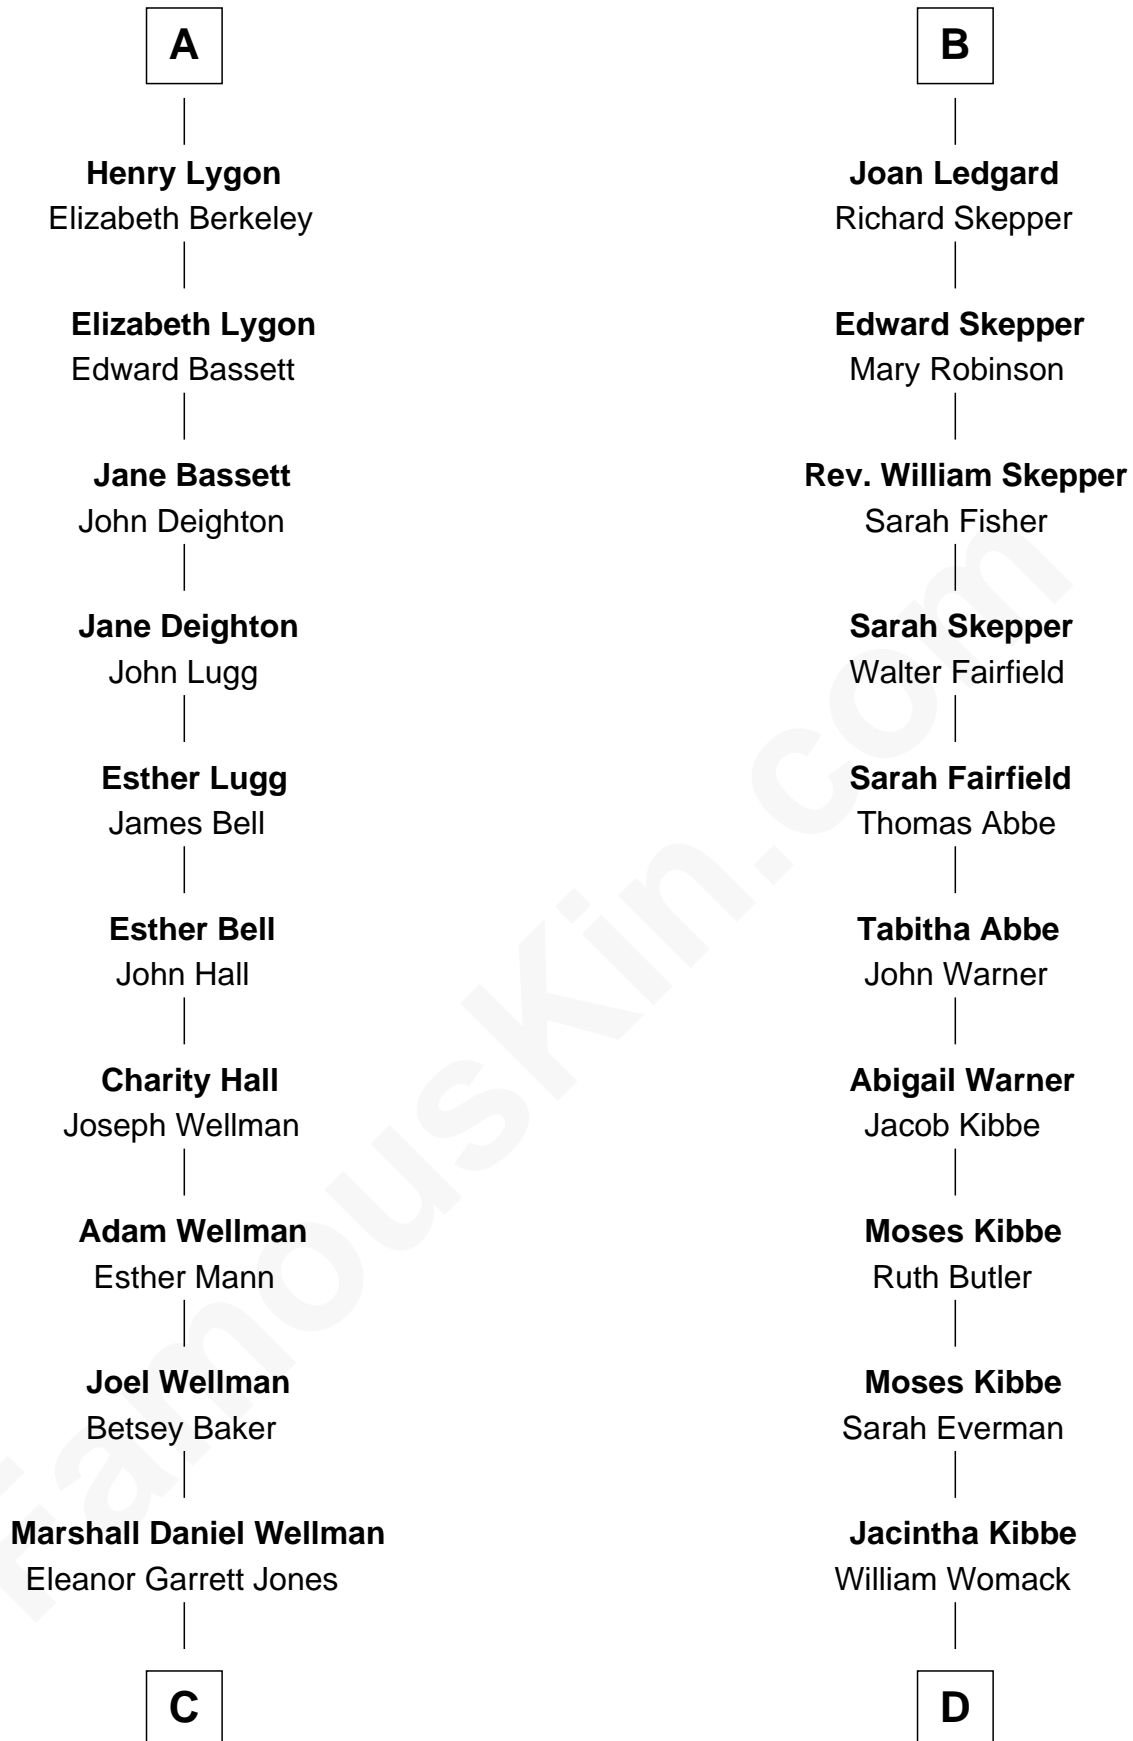 A
Henry Lygon
Elizabeth Berkeley
Elizabeth Lygon
Edward Bassett
Jane Bassett
John Deighton
Jane Deighton
John Lugg
Esther Lugg
James Bell
Esther Bell
John Hall
Charity Hall
Joseph Wellman
Adam Wellman
Esther Mann
Joel Wellman
Betsey Baker
Marshall Daniel Wellman
Eleanor Garrett Jones
C
B
Joan Ledgard
Richard Skepper
Edward Skepper
Mary Robinson
Rev. William Skepper
Sarah Fisher
Sarah Skepper
Walter Fairfield
Sarah Fairfield
Thomas Abbe
Tabitha Abbe
John Warner
Abigail Warner
Jacob Kibbe
Moses Kibbe
Ruth Butler
Moses Kibbe
Sarah Everman
Jacintha Kibbe
William Womack
D
FamousKin.com